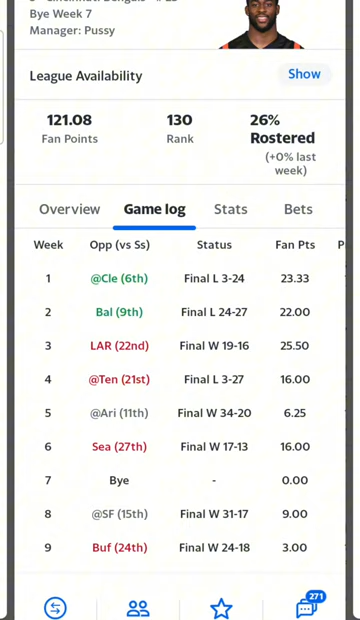 Bye Week 7
Manager: Pussy
League Availability
Show
121.08
Fan Points
130
Rank
26%
Rostered
(+0% last
week)
Overview
Game log
Stats
Bets
Week Opp (vs Ss) Status Fan Pts
1 @Cle (6th) Final L 3-24 23.33
2 Bal (9th) Final L 24-27 22.00
3 LAR (22nd) Final W 19-16 25.50
4 @Ten (21st) Final L 3-27 16.00
5 @Ari (11th) Final W 34-20 6.25
6 Sea (27th) Final W 17-13 16.00
7 Bye - 0.00
8 @SF (15th) Final W 31-17 9.00
9 Buf (24th) Final W 24-18 3.00
271